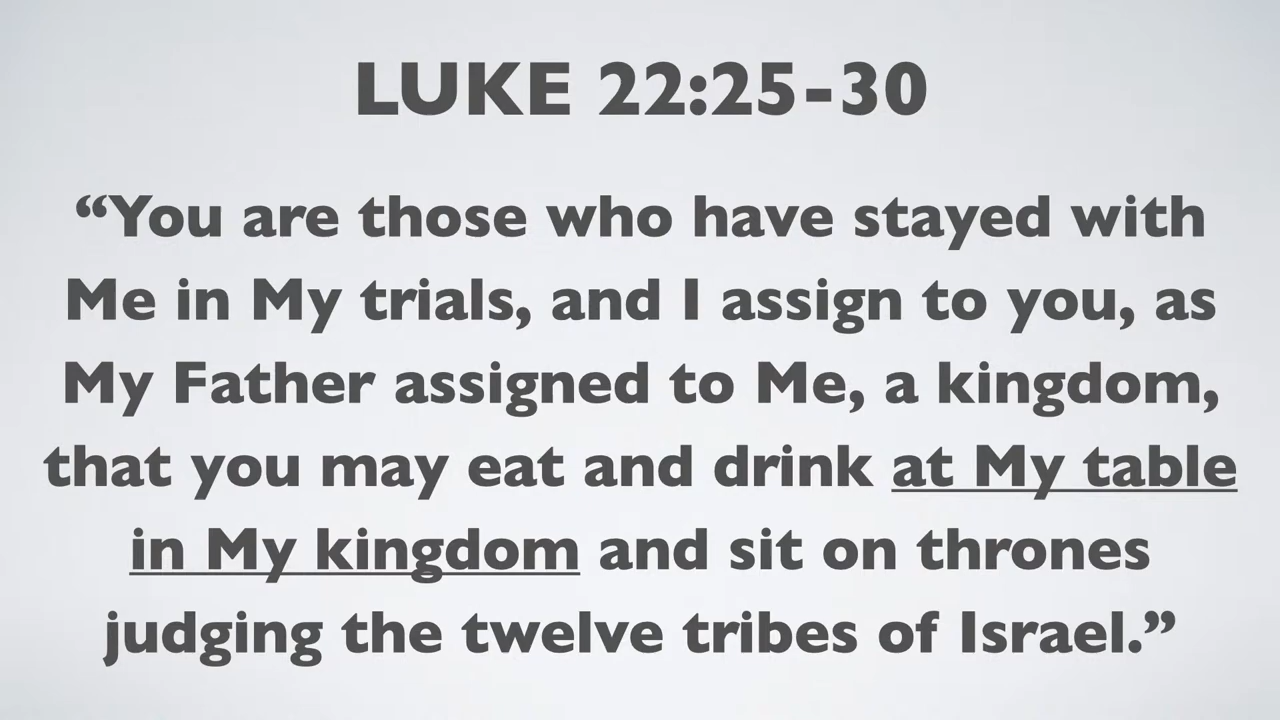 LUKE 22:25-30
“You are those who have stayed with
Me in My trials, and I assign to you, as
My Father assigned to Me, a kingdom,
that you may eat and drink at My table
in My kingdom and sit on thrones
judging the twelve tribes of Israel.”